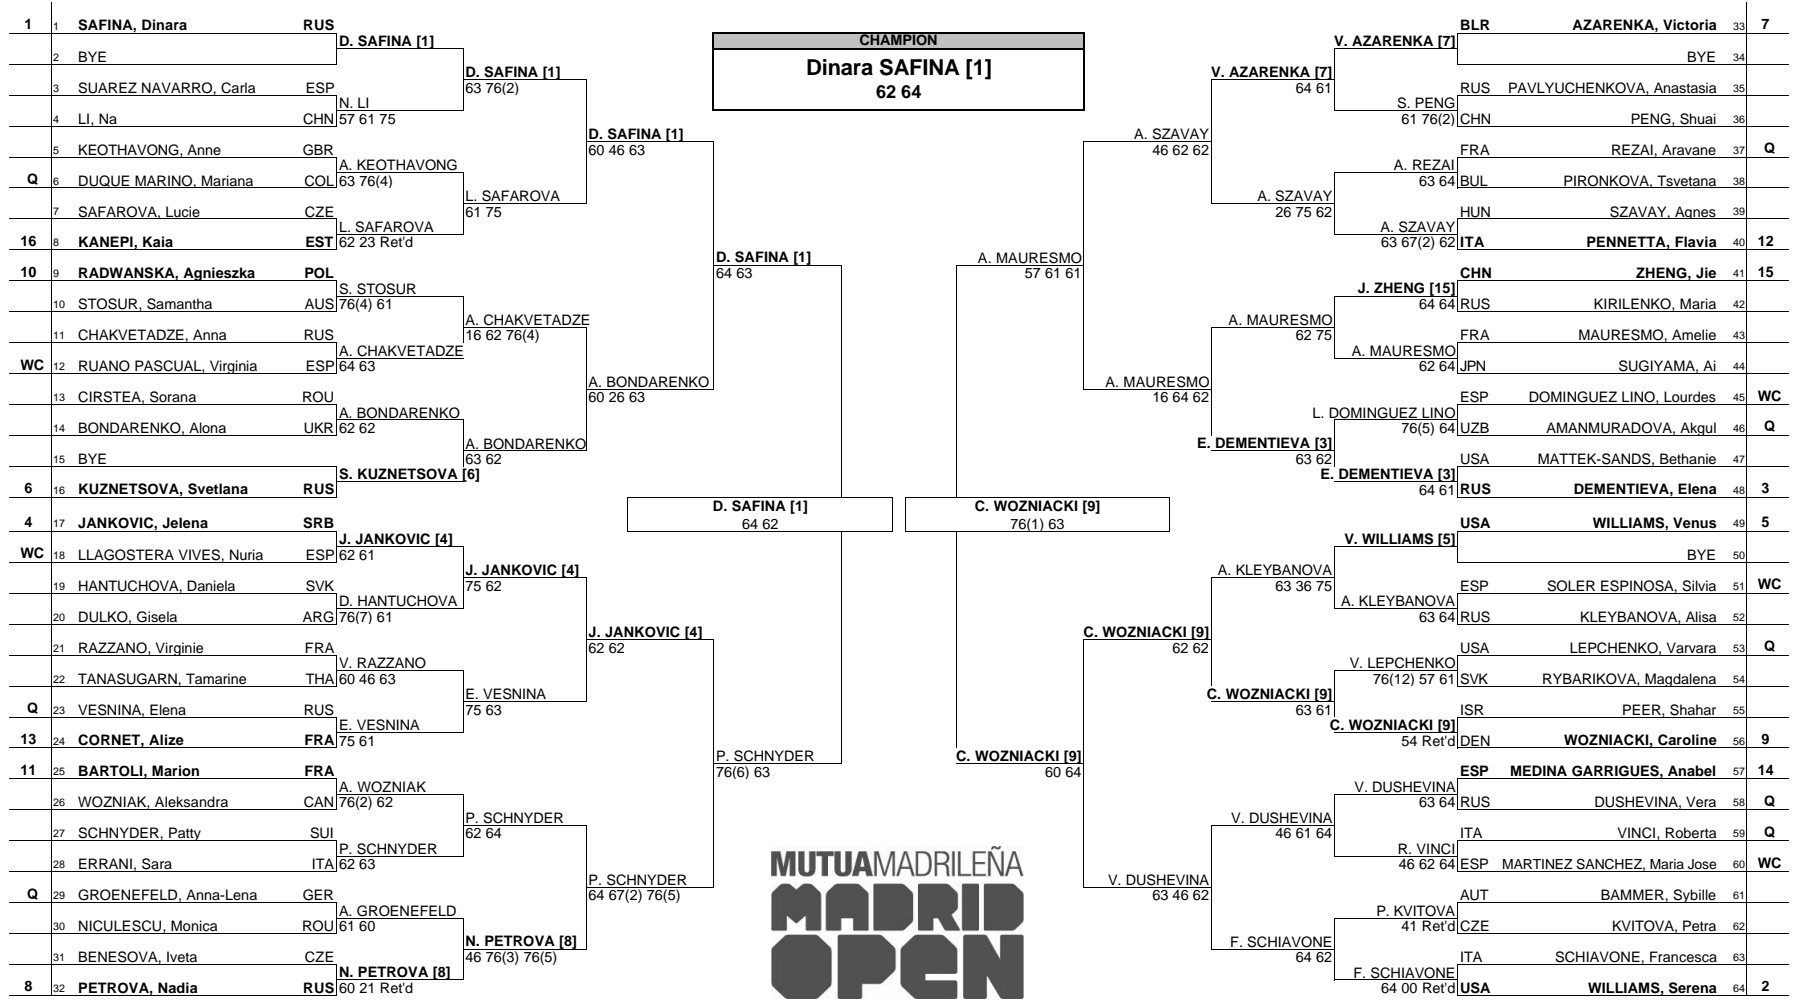 1 1 SAFINA, Dinara RUS
2 BYE
3 SUAREZ NAVARRO, Carla ESP
4 LI, Na CHN
5 KEOTHAVONG, Anne GBR
Q 6 DUQUE MARINO, Mariana COL
7 SAFAROVA, Lucie CZE
16 8 KANEPI, Kaia EST
10 9 RADWANSKA, Agnieszka POL
10 STOSUR, Samantha AUS
11 CHAKVETADZE, Anna RUS
WC 12 RUANO PASCUAL, Virginia ESP
13 CIRSTEA, Sorana ROU
14 BONDARENKO, Alona UKR
15 BYE
6 16 KUZNETSOVA, Svetlana RUS
4 17 JANKOVIC, Jelena SRB
WC 18 LLAGOSTERA VIVES, Nuria ESP
19 HANTUCHOVA, Daniela SVK
20 DULKO, Gisela ARG
21 RAZZANO, Virginie FRA
22 TANASUGARN, Tamarine THA
Q 23 VESNINA, Elena RUS
13 24 CORNET, Alize FRA
11 25 BARTOLI, Marion FRA
26 WOZNIAK, Aleksandra CAN
27 SCHNYDER, Patty SUI
28 ERRANI, Sara ITA
Q 29 GROENEFELD, Anna-Lena GER
30 NICULESCU, Monica ROU
31 BENESOVA, Iveta CZE
8 32 PETROVA, Nadia RUS
D. SAFINA [1]
N. LI
57 61 75
A. KEOTHAVONG
63 76(4)
L. SAFAROVA
62 23 Ret'd
S. STOSUR
76(4) 61
A. CHAKVETADZE
64 63
A. BONDARENKO
62 62
S. KUZNETSOVA [6]
J. JANKOVIC [4]
62 61
D. HANTUCHOVA
76(7) 61
V. RAZZANO
60 46 63
E. VESNINA
75 61
A. WOZNIAK
76(2) 62
P. SCHNYDER
62 63
A. GROENEFELD
61 60
N. PETROVA [8]
60 21 Ret'd
D. SAFINA [1]
63 76(2)
L. SAFAROVA
61 75
A. CHAKVETADZE
16 62 76(4)
A. BONDARENKO
63 62
J. JANKOVIC [4]
75 62
E. VESNINA
75 63
P. SCHNYDER
62 64
N. PETROVA [8]
46 76(3) 76(5)
D. SAFINA [1]
60 46 63
A. BONDARENKO
60 26 63
J. JANKOVIC [4]
62 62
P. SCHNYDER
64 67(2) 76(5)
D. SAFINA [1]
64 63
P. SCHNYDER
76(6) 63
D. SAFINA [1]
64 62
CHAMPION
Dinara SAFINA [1]
62 64
C. WOZNIACKI [9]
76(1) 63
A. MAURESMO
57 61 61
C. WOZNIACKI [9]
60 64
A. SZAVAY
46 62 62
A. MAURESMO
16 64 62
C. WOZNIACKI [9]
62 62
V. DUSHEVINA
63 46 62
V. AZARENKA [7]
64 61
A. SZAVAY
26 75 62
A. MAURESMO
62 75
E. DEMENTIEVA [3]
63 62
A. KLEYBANOVA
63 36 75
C. WOZNIACKI [9]
63 61
V. DUSHEVINA
46 61 64
F. SCHIAVONE
64 62
V. AZARENKA [7]
S. PENG
61 76(2)
A. REZAI
63 64
A. SZAVAY
63 67(2) 62
J. ZHENG [15]
64 64
A. MAURESMO
62 64
L. DOMINGUEZ LINO
76(5) 64
E. DEMENTIEVA [3]
64 61
V. WILLIAMS [5]
A. KLEYBANOVA
63 64
V. LEPCHENKO
76(12) 57 61
C. WOZNIACKI [9]
54 Ret'd
V. DUSHEVINA
63 64
R. VINCI
46 62 64
P. KVITOVA
41 Ret'd
F. SCHIAVONE
64 00 Ret'd
BLR AZARENKA, Victoria 33 7
BYE 34
RUS PAVLYUCHENKOVA, Anastasia 35
CHN PENG, Shuai 36
FRA REZAI, Aravane 37 Q
BUL PIRONKOVA, Tsvetana 38
HUN SZAVAY, Agnes 39
ITA PENNETTA, Flavia 40 12
CHN ZHENG, Jie 41 15
RUS KIRILENKO, Maria 42
FRA MAURESMO, Amelie 43
JPN SUGIYAMA, Ai 44
ESP DOMINGUEZ LINO, Lourdes 45 WC
UZB AMANMURADOVA, Akgul 46 Q
USA MATTEK-SANDS, Bethanie 47
RUS DEMENTIEVA, Elena 48 3
USA WILLIAMS, Venus 49 5
BYE 50
ESP SOLER ESPINOSA, Silvia 51 WC
RUS KLEYBANOVA, Alisa 52
USA LEPCHENKO, Varvara 53 Q
SVK RYBARIKOVA, Magdalena 54
ISR PEER, Shahar 55
DEN WOZNIACKI, Caroline 56 9
ESP MEDINA GARRIGUES, Anabel 57 14
RUS DUSHEVINA, Vera 58 Q
ITA VINCI, Roberta 59 Q
ESP MARTINEZ SANCHEZ, Maria Jose 60 WC
AUT BAMMER, Sybille 61
CZE KVITOVA, Petra 62
ITA SCHIAVONE, Francesca 63
USA WILLIAMS, Serena 64 2
MUTUAMADRILEÑA
MADRID
OPEN